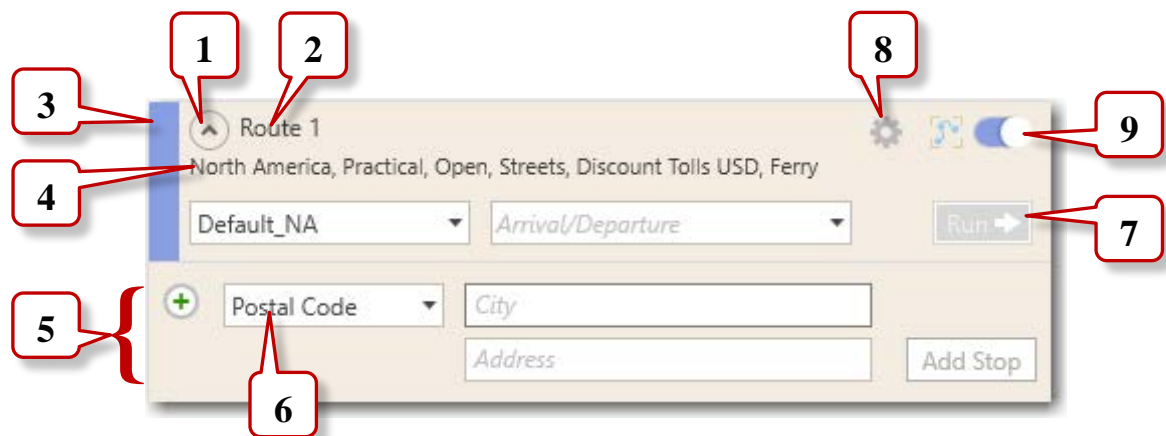 1
2
8
3
Route 1
9
4
North America, Practical, Open, Streets, Discount Tolls USD, Ferry
Default_NA
Arrival/Departure
Run
7
5
Postal Code
City
Address
Add Stop
6